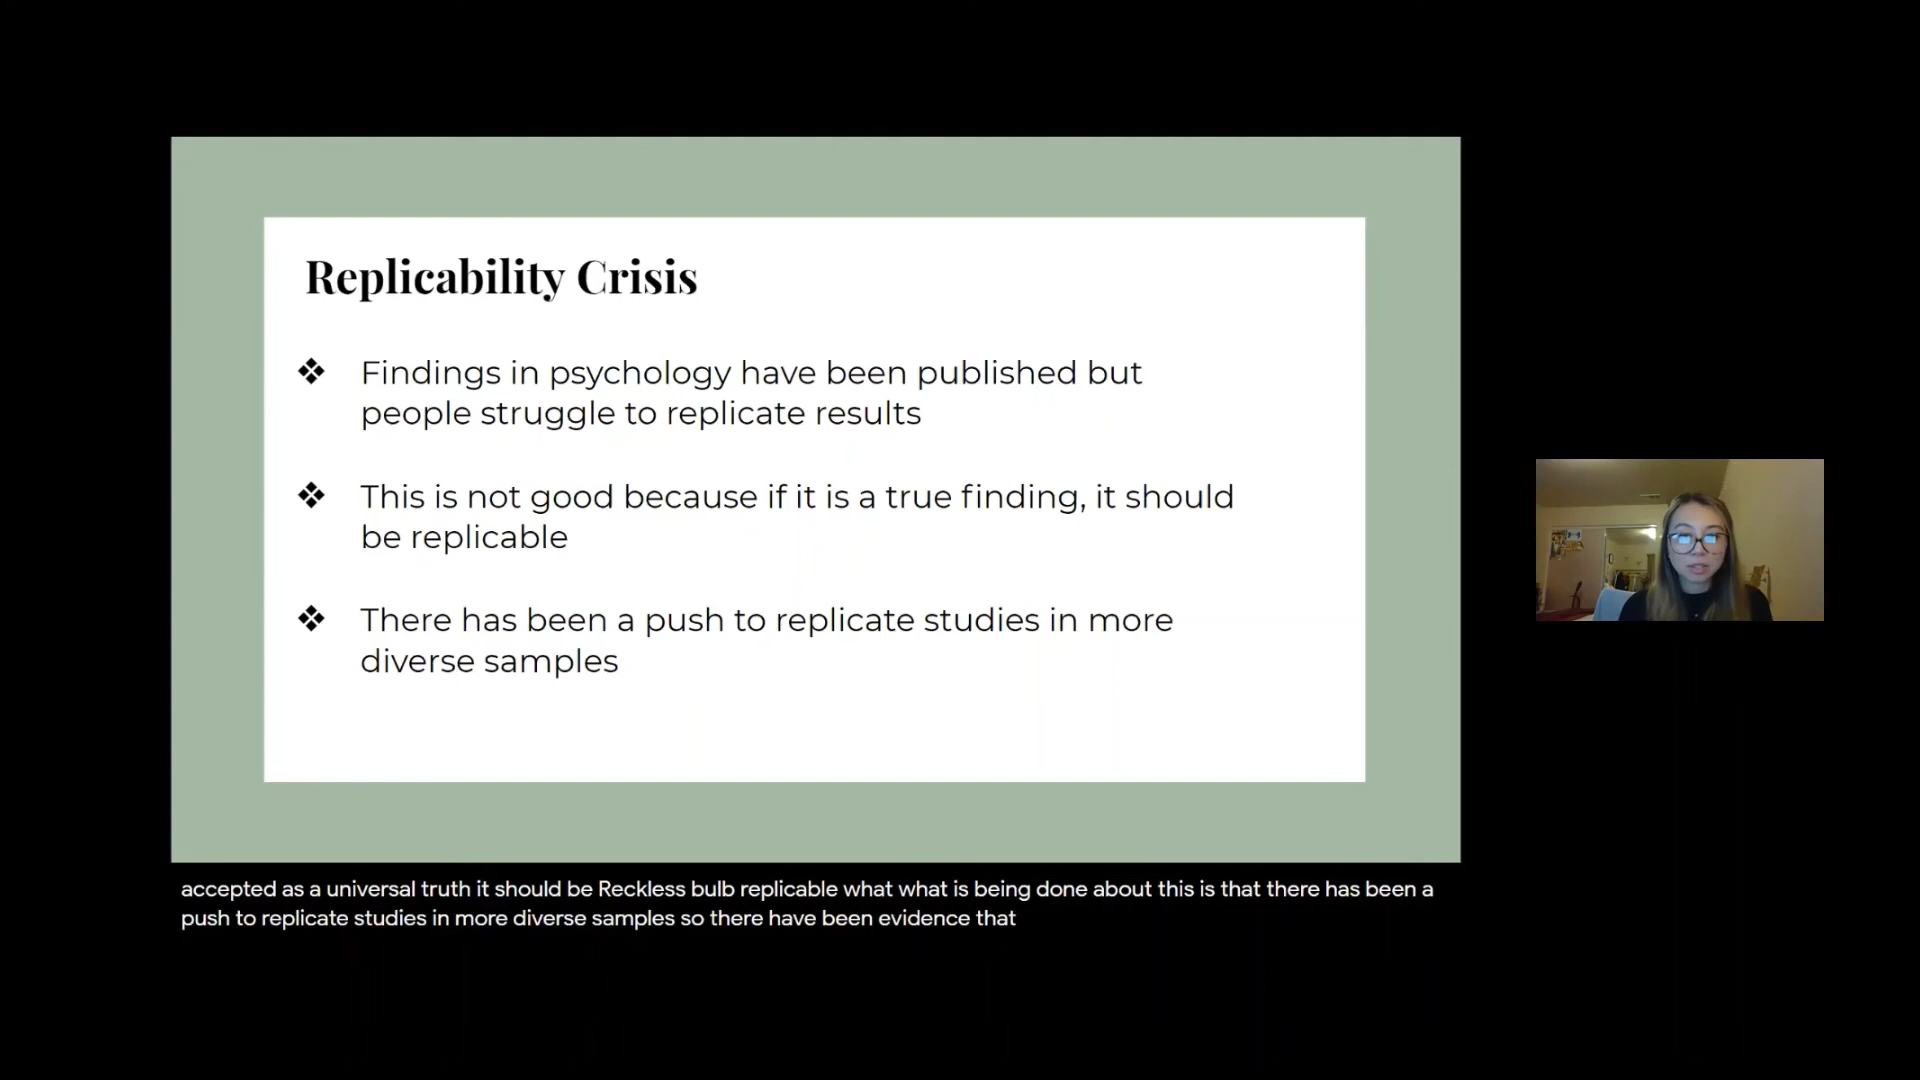 Replicability Crisis
❖ Findings in psychology have been published but
people struggle to replicate results
❖ This is not good because if it is a true finding, it should
be replicable
❖ There has been a push to replicate studies in more
diverse samples
accepted as a universal truth it should be Reckless bulb replicable what what is being done about this is that there has been a
push to replicate studies in more diverse samples so there have been evidence that